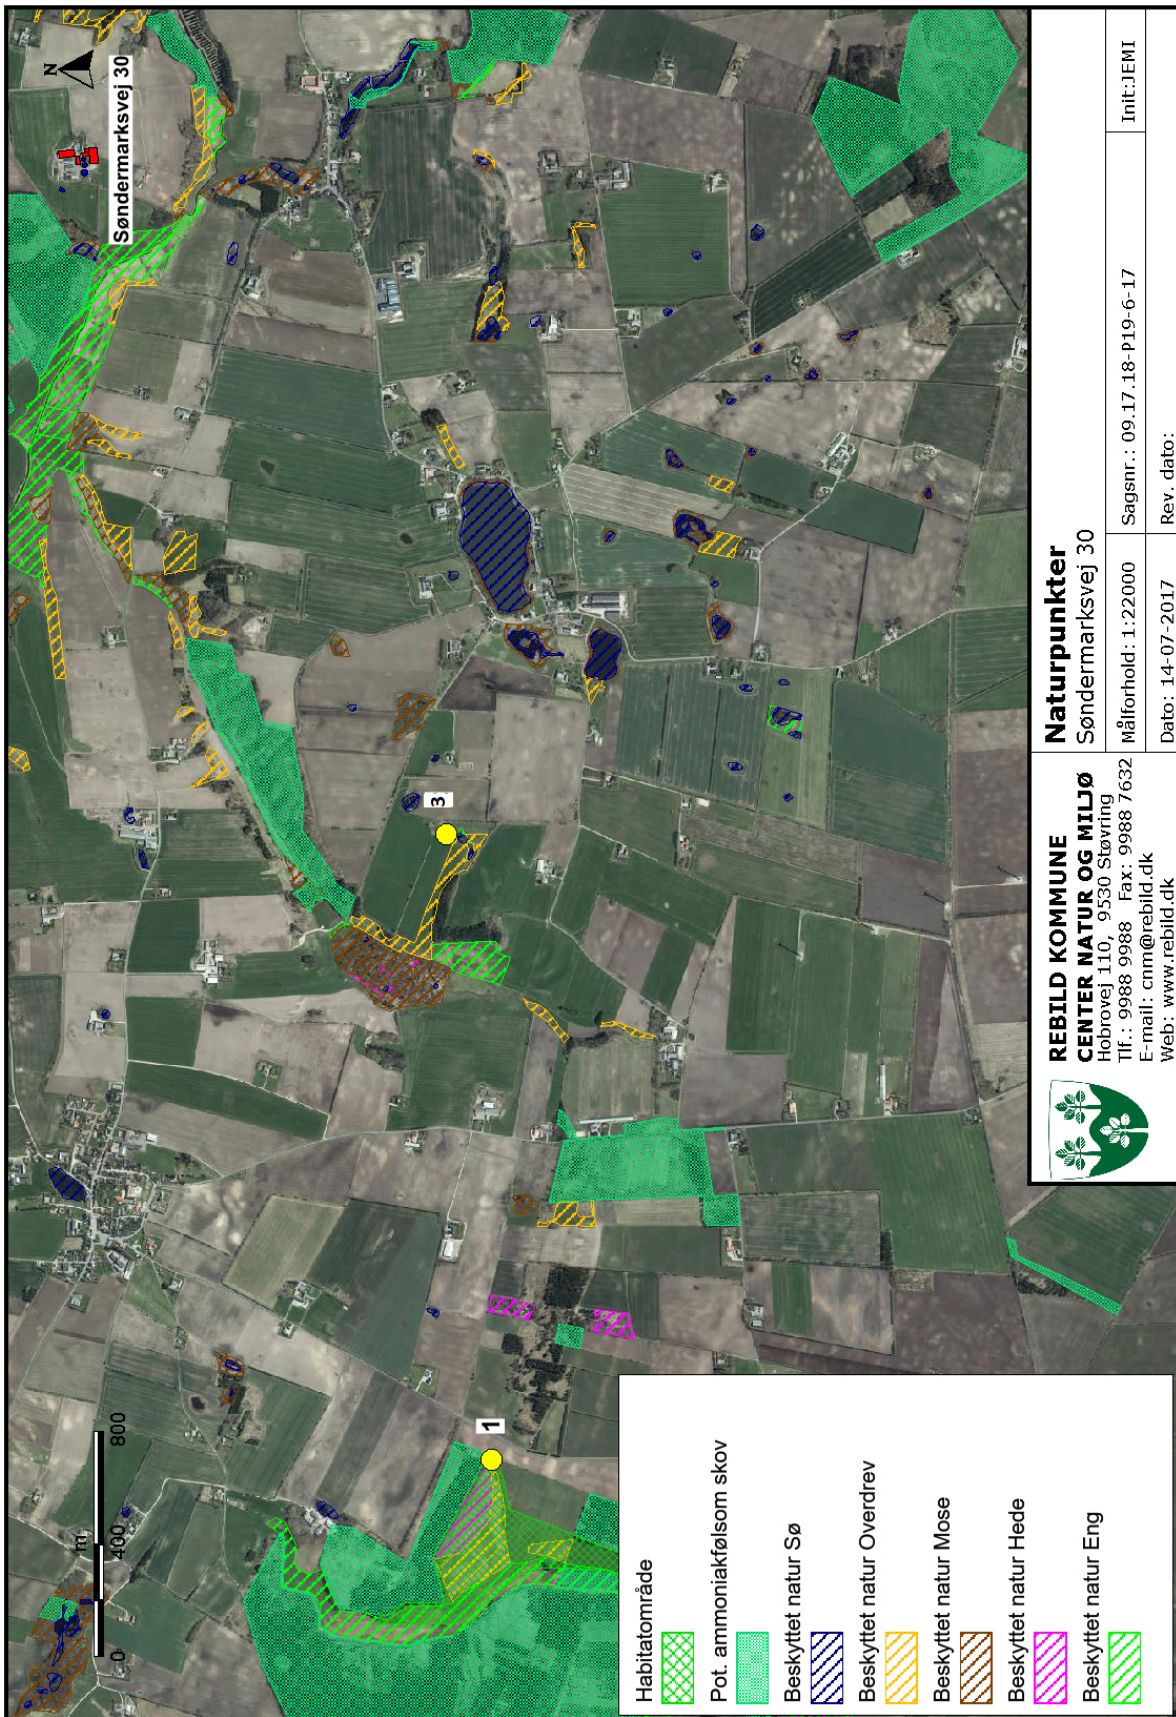 N
Søndermarksvej 30
3
1
m
0 400 800
Habitatområde
Pot. ammoniakfølsom skov
Beskyttet natur Sø
Beskyttet natur Overdrev
Beskyttet natur Mose
Beskyttet natur Hede
Beskyttet natur Eng
REBILD KOMMUNE
CENTER NATUR OG MILJØ
Hobrovej 110, 9530 Støvring
Tlf.: 9988 9988 Fax: 9988 7632
E-mail: cnm@rebild.dk
Web: www.rebild.dk
Naturpunkter
Søndermarksvej 30
Målforhold: 1:22000
Sagsnr.: 09.17.18-P19-6-17
Init:JEMI
Dato: 14-07-2017
Rev. dato: